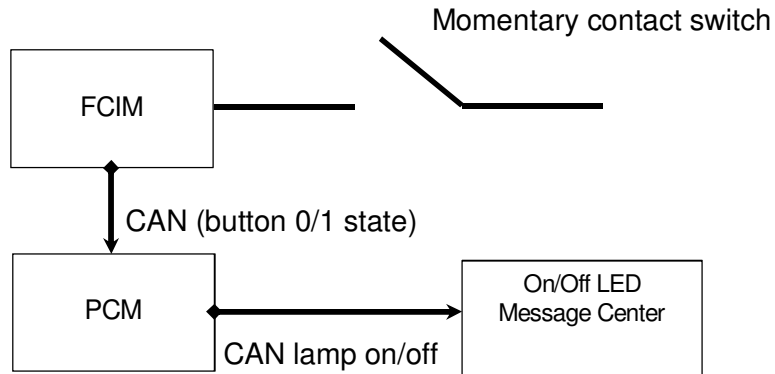 Momentary contact switch
FCIM
CAN (button 0/1 state)
PCM
On/Off LED
Message Center
CAN lamp on/off